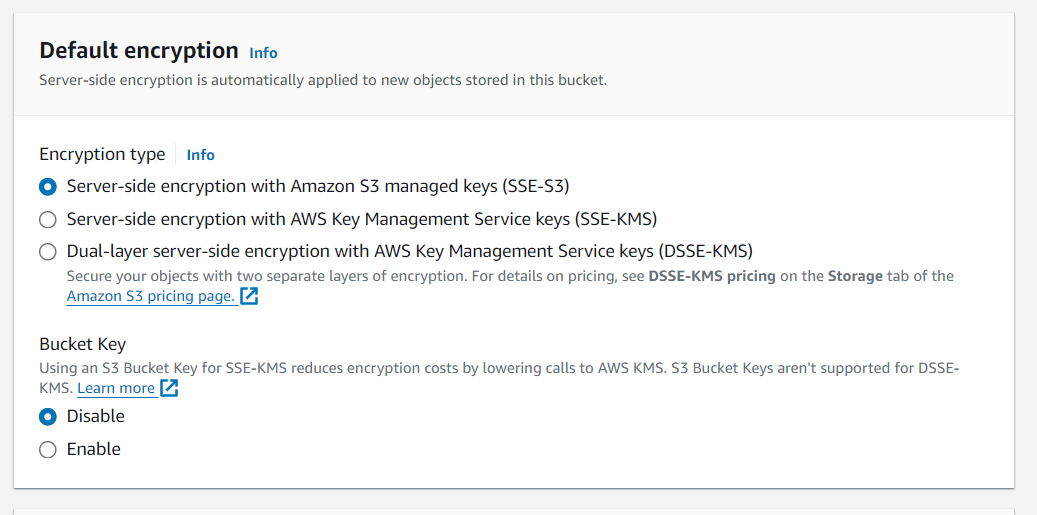 Default encryption Info
Server-side encryption is automatically applied to new objects stored in this bucket.
Encryption type Info
Server-side encryption with Amazon S3 managed keys (SSE-S3)
Server-side encryption with AWS Key Management Service keys (SSE-KMS)
Dual-layer server-side encryption with AWS Key Management Service keys (DSSE-KMS)
Secure your objects with two separate layers of encryption. For details on pricing, see DSSE-KMS pricing on the Storage tab of the
Amazon S3 pricing page.
Bucket Key
Using an S3 Bucket Key for SSE-KMS reduces encryption costs by lowering calls to AWS KMS. S3 Bucket Keys aren't supported for DSSE-
KMS. Learn more
Disable
Enable